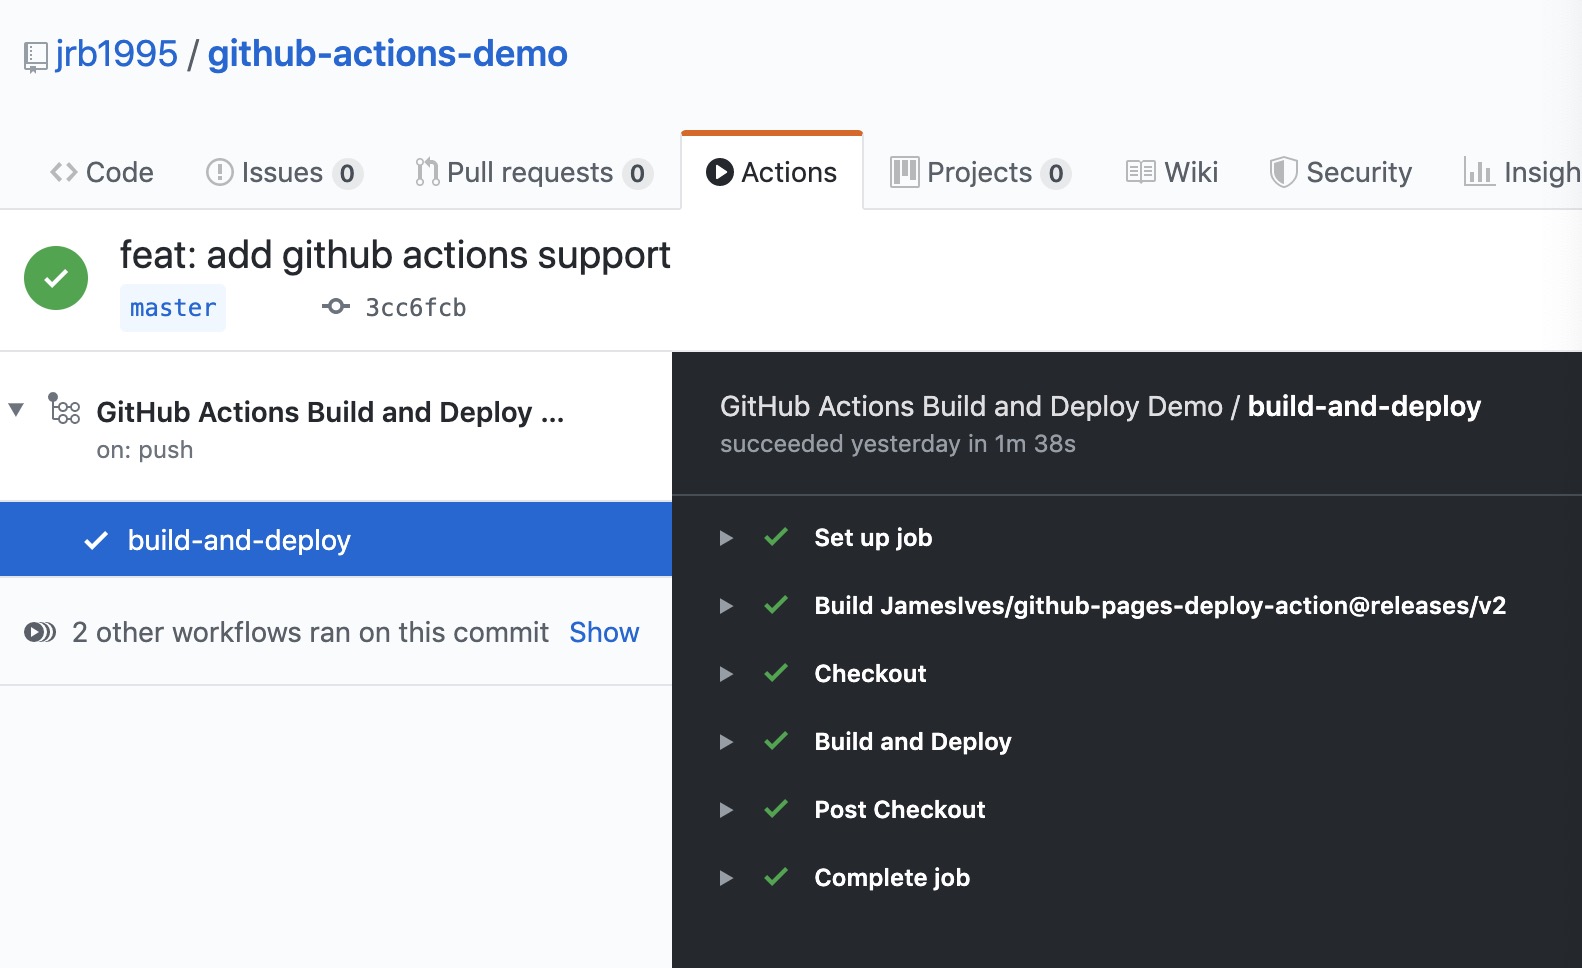 jrb1995 / github-actions-demo
Code Issues 0 Pull requests 0 Actions Projects 0 Wiki Security Insigh
feat: add github actions support
master 3cc6fcb
GitHub Actions Build and Deploy ...
on: push
build-and-deploy
2 other workflows ran on this commit Show
GitHub Actions Build and Deploy Demo / build-and-deploy
succeeded yesterday in 1m 38s
Set up job
Build JamesIves/github-pages-deploy-action@releases/v2
Checkout
Build and Deploy
Post Checkout
Complete job